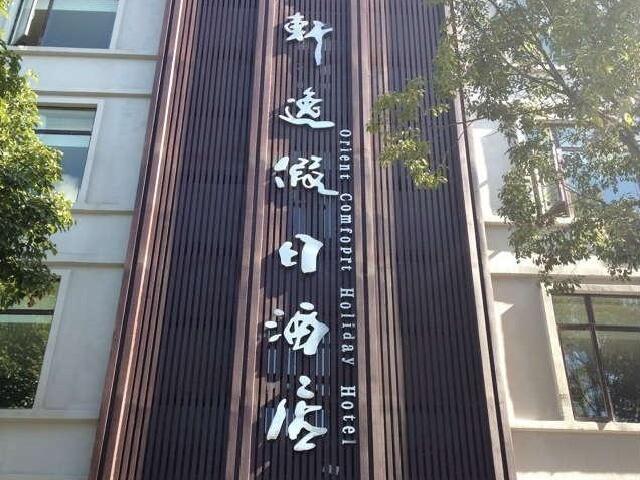 軒逸假日酒店
Orient Comfoprt Holiday Hotel